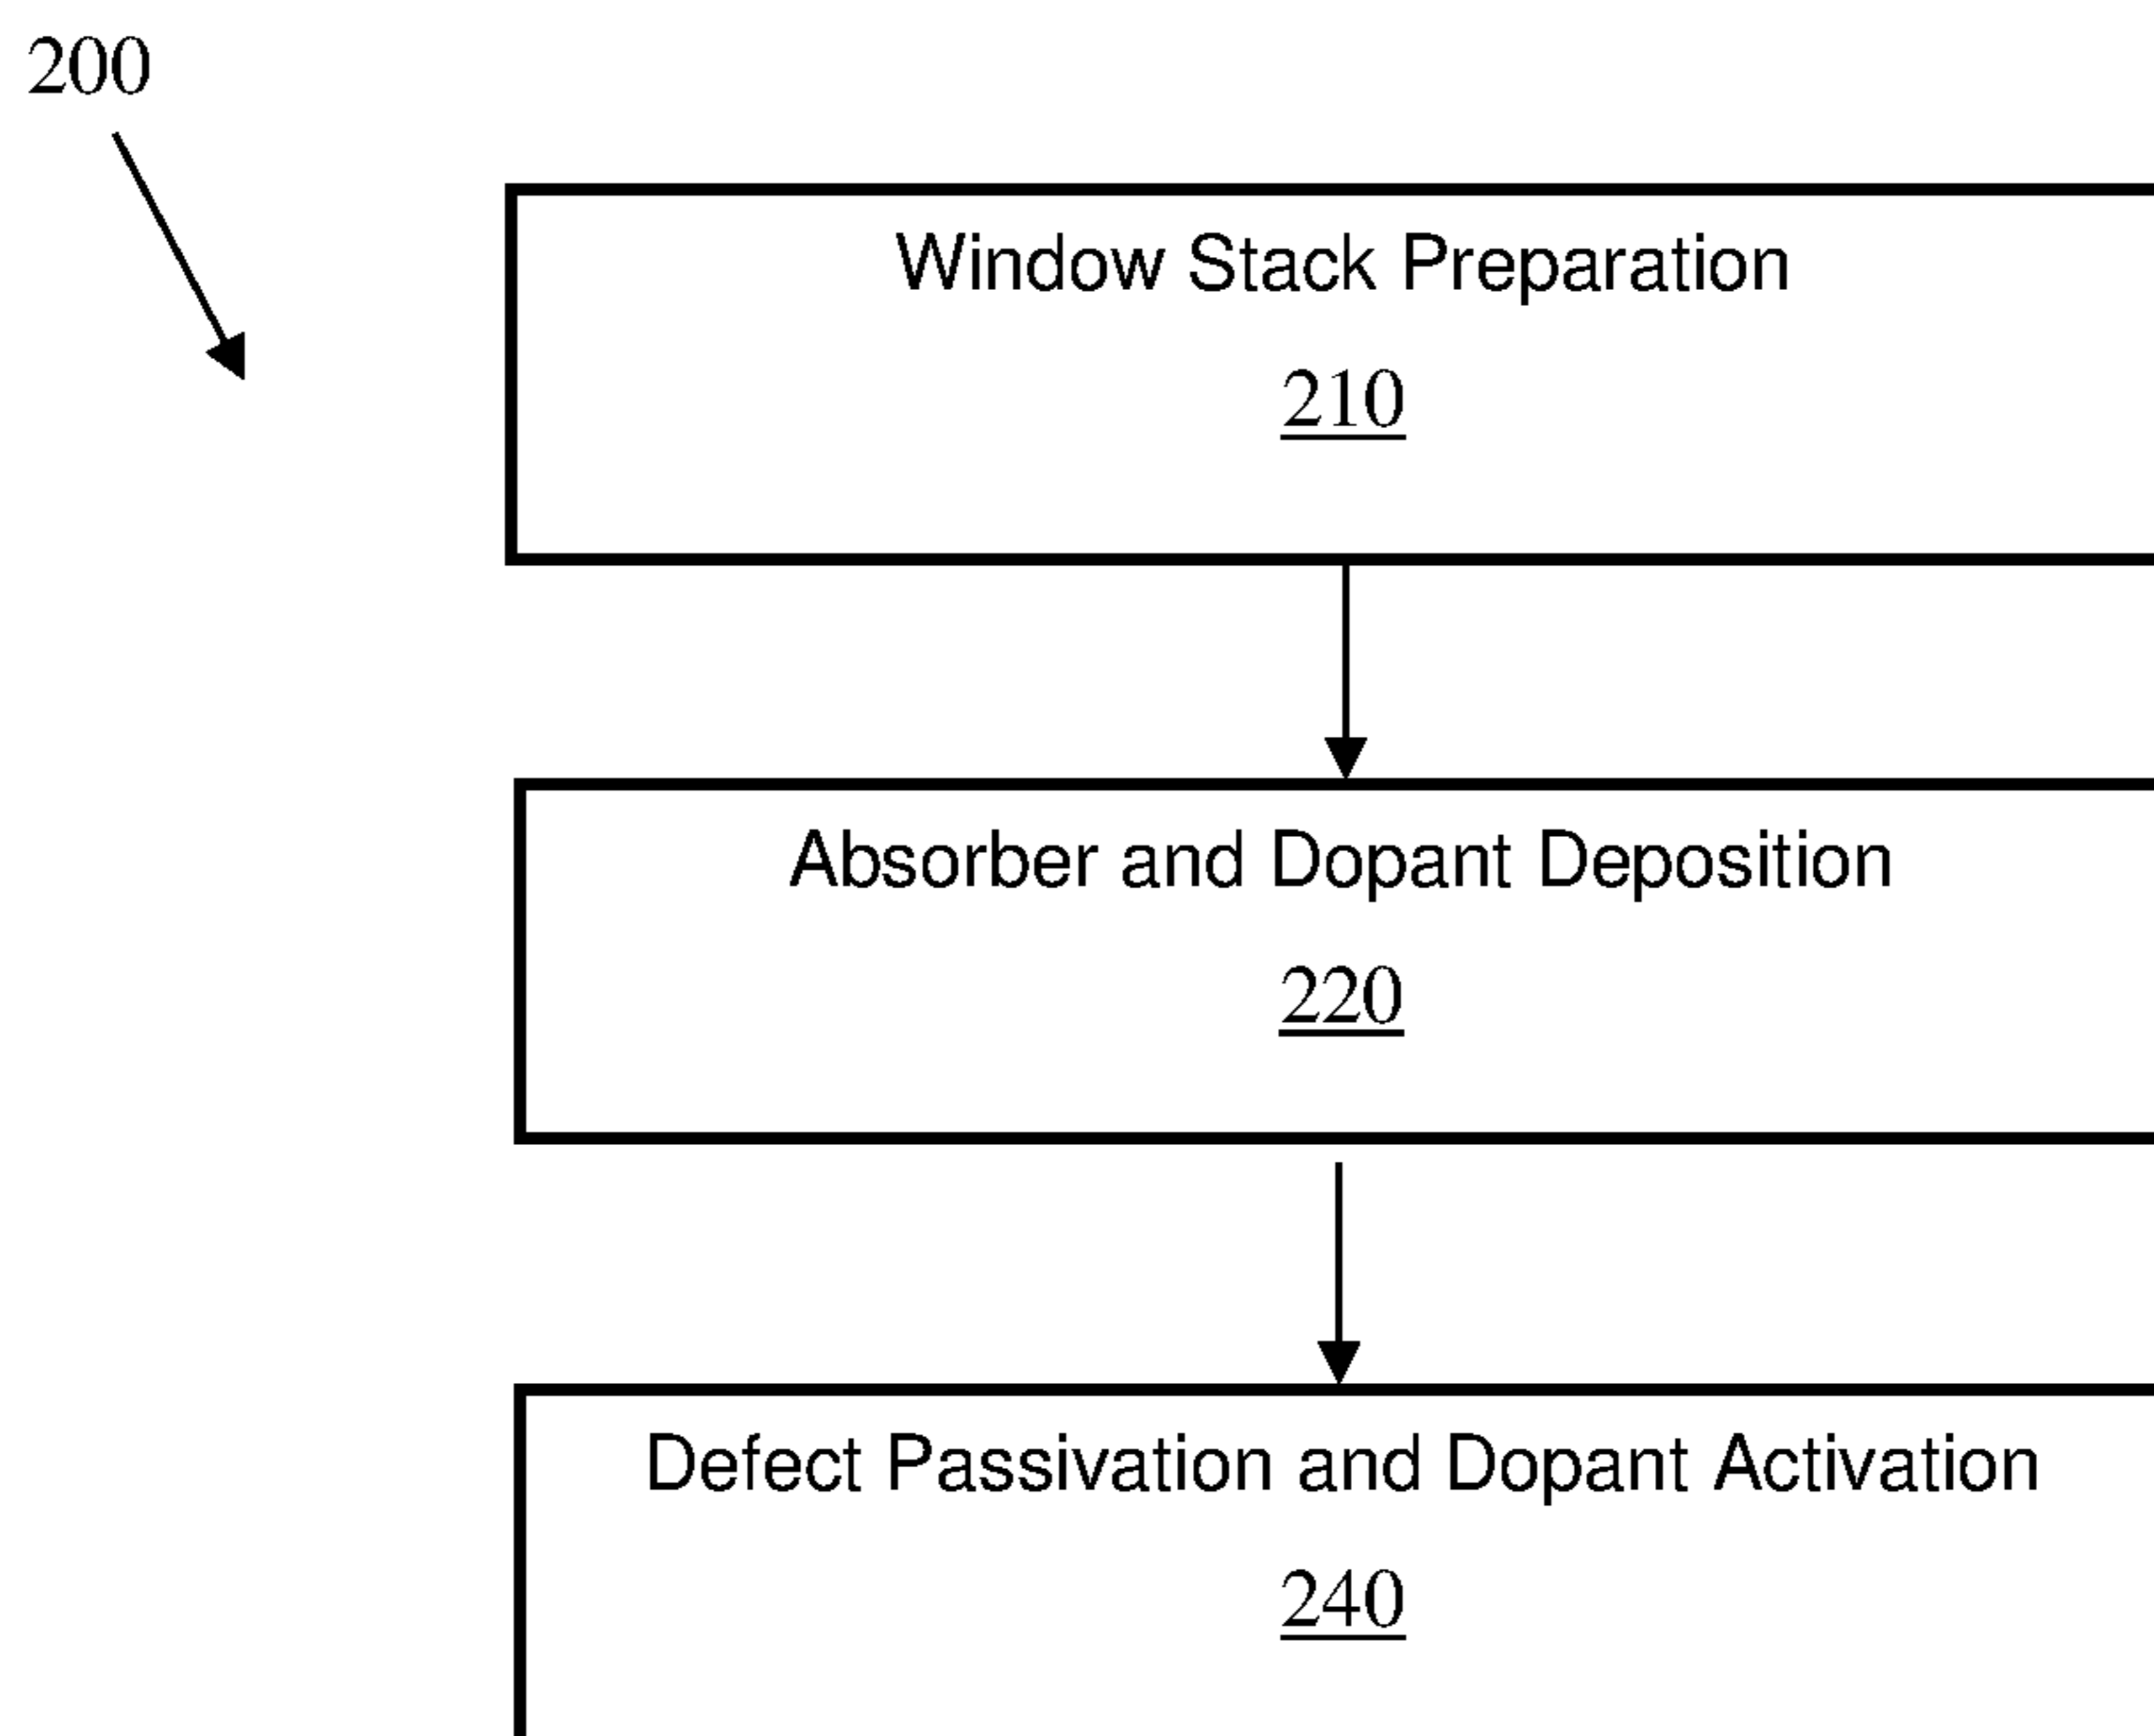 200
Window Stack Preparation
210
Absorber and Dopant Deposition
220
Defect Passivation and Dopant Activation
240